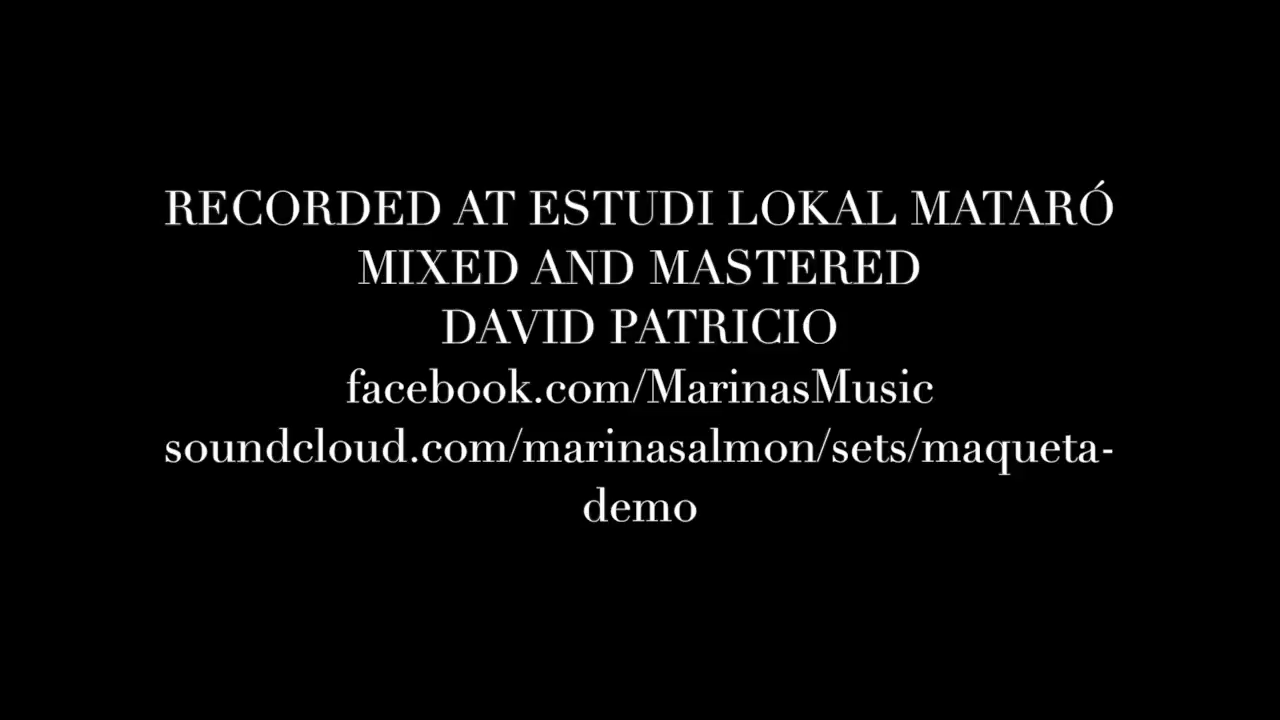 RECORDED AT ESTUDI LOKAL MATARÓ
MIXED AND MASTERED
DAVID PATRICIO
facebook.com/MarinasMusic
soundcloud.com/marinasalmon/sets/maqueta-
demo